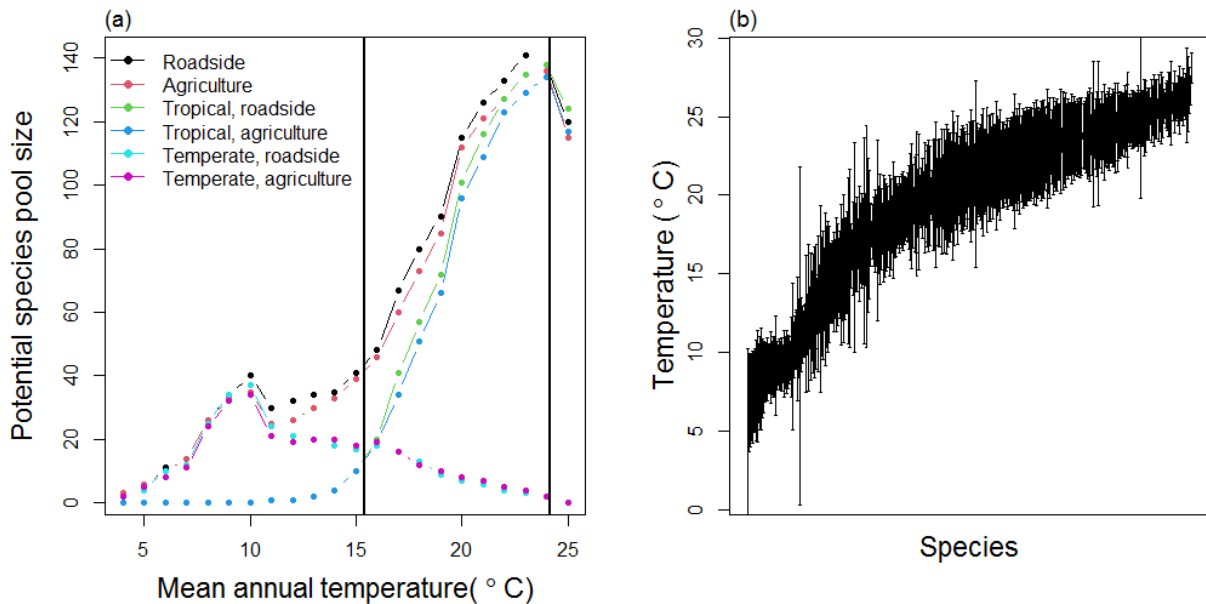 (a)
Roadside
Agriculture
Tropical, roadside
Tropical, agriculture
Temperate, roadside
Temperate, agriculture
Potential species pool size
0 20 40 60 80 100 120 140
5 10 15 20 25
Mean annual temperature( ° C)
(b)
Temperature ( ° C)
0 5 10 15 20 25 30
Species